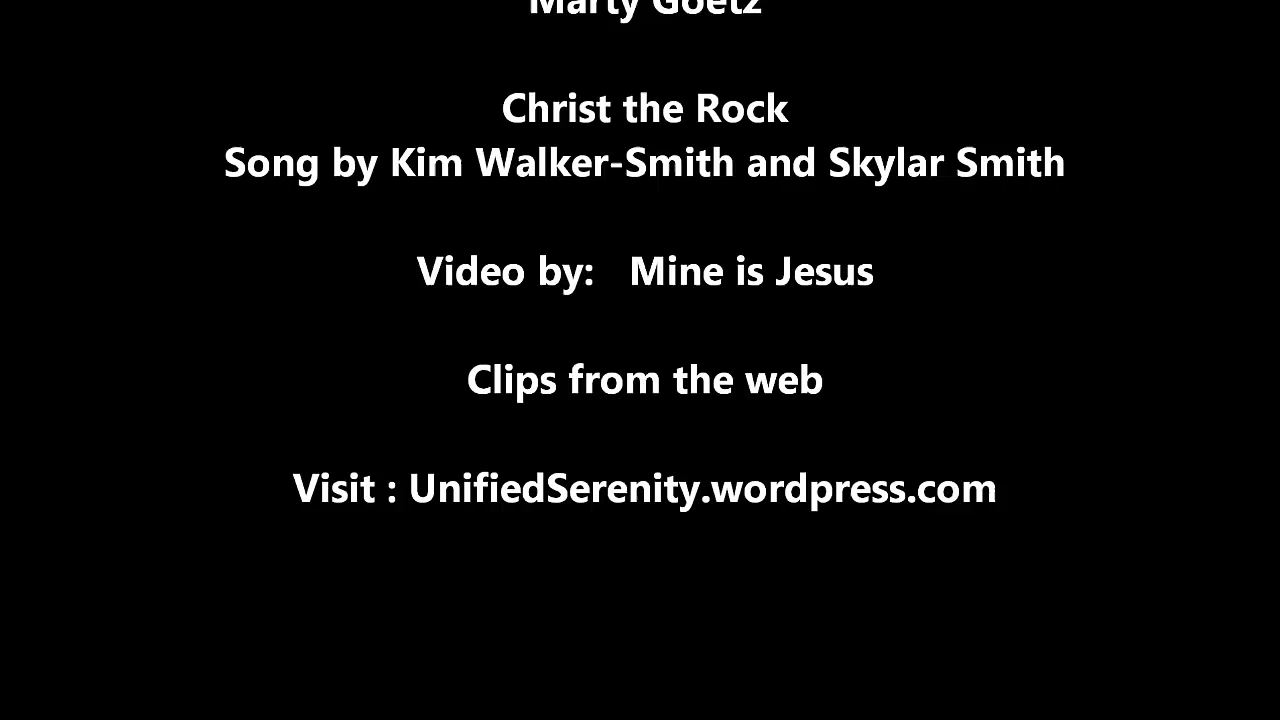 Marty Goetz
Christ the Rock
Song by Kim Walker-Smith and Skylar Smith
Video by: Mine is Jesus
Clips from the web
Visit : UnifiedSerenity.wordpress.com